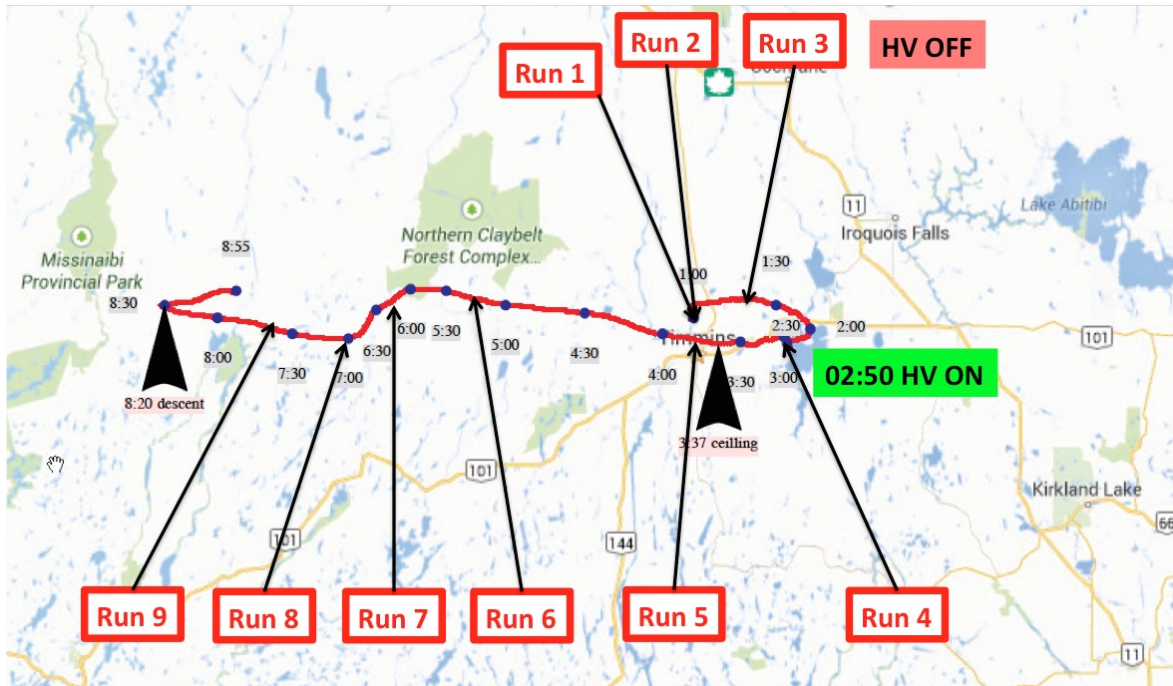 Run 1
Run 2
Run 3
HV OFF
11
Lake Abitibi
Iroquois Falls
Missinaibi
Provincial Park
Northern Claybelt
Forest Complex...
8:55
8:30
1:00
1:30
2:00
2:30
3:00
3:30
4:00
4:30
5:00
5:30
6:00
6:30
7:00
7:30
8:00
101
02:50 HV ON
8:20 descent
3:37 ceilling
101
Kirkland Lake
66
101
144
11
Run 9
Run 8
Run 7
Run 6
Run 5
Run 4